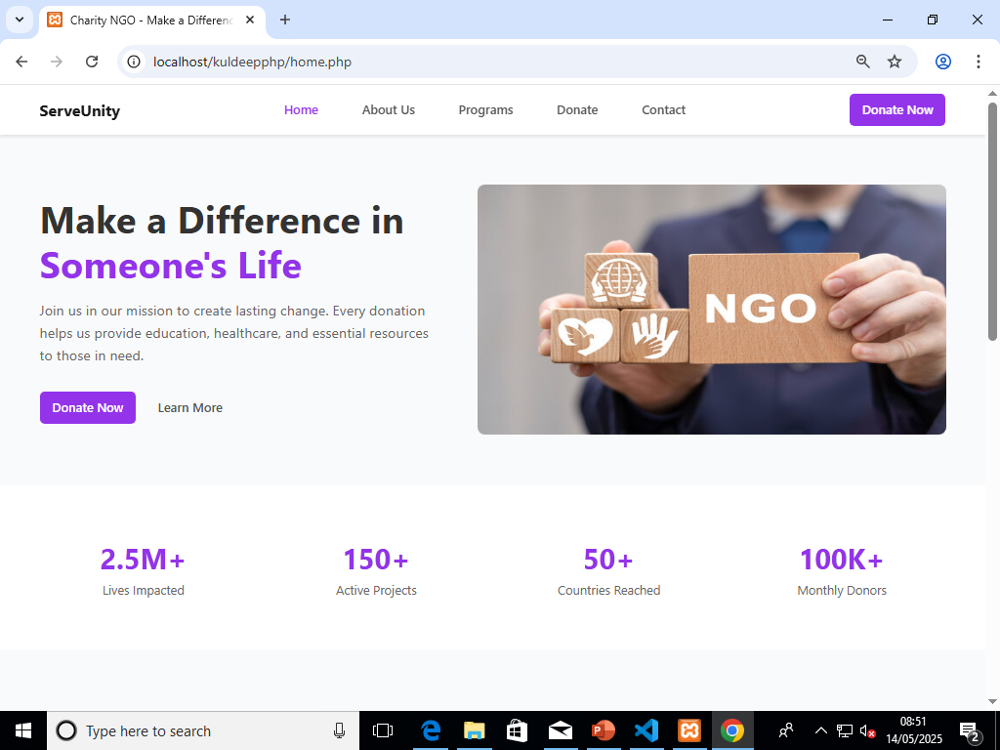 Charity NGO - Make a Differenc
localhost/kuldeepphp/home.php
ServeUnity
Home
About Us
Programs
Donate
Contact
Donate Now
Make a Difference in
Someone's Life
Join us in our mission to create lasting change. Every donation
helps us provide education, healthcare, and essential resources
to those in need.
Donate Now
Learn More
NGO
2.5M+
Lives Impacted
150+
Active Projects
50+
Countries Reached
100K+
Monthly Donors
Type here to search
08:51
14/05/2025
2